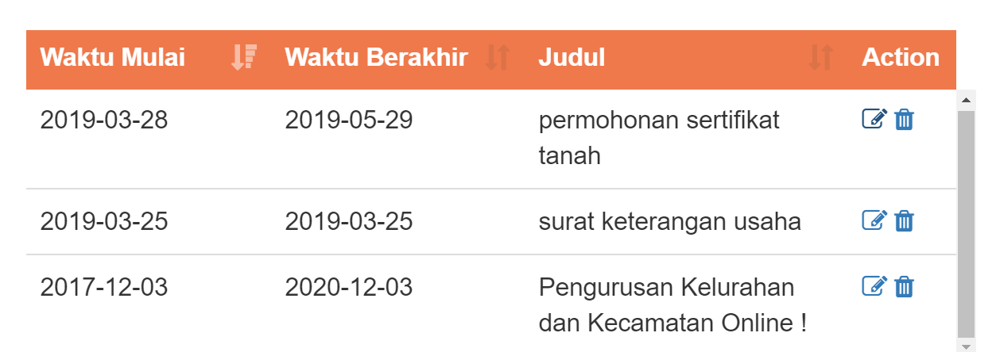 Waktu Mulai Waktu Berakhir Judul Action
2019-03-28 2019-05-29 permohonan sertifikat
tanah
2019-03-25 2019-03-25 surat keterangan usaha
2017-12-03 2020-12-03 Pengurusan Kelurahan
dan Kecamatan Online !